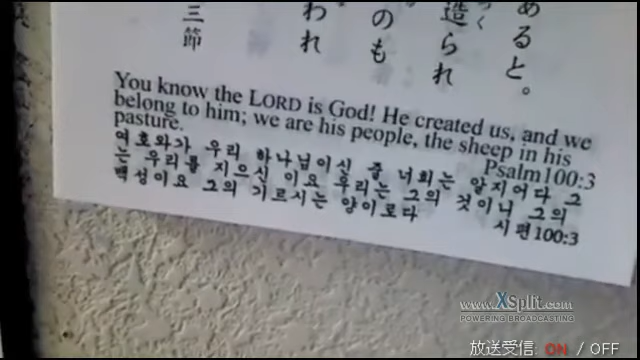 あると。
造られ
のも
われ
三節
You know the LORD is God! He created us, and we
belong to him; we are his people, the sheep in his
pasture.
Psalm100:3
여호와가 우리 하나님이신 줄 너희는 알지어다 그
는 우리를 지으신 이요 우리는 그의 것이니 그의
백성이요 그의 기르시는 양이로다
시편100:3
www.XSplit.com
POWERING BROADCASTING
放送受信 ON / OFF